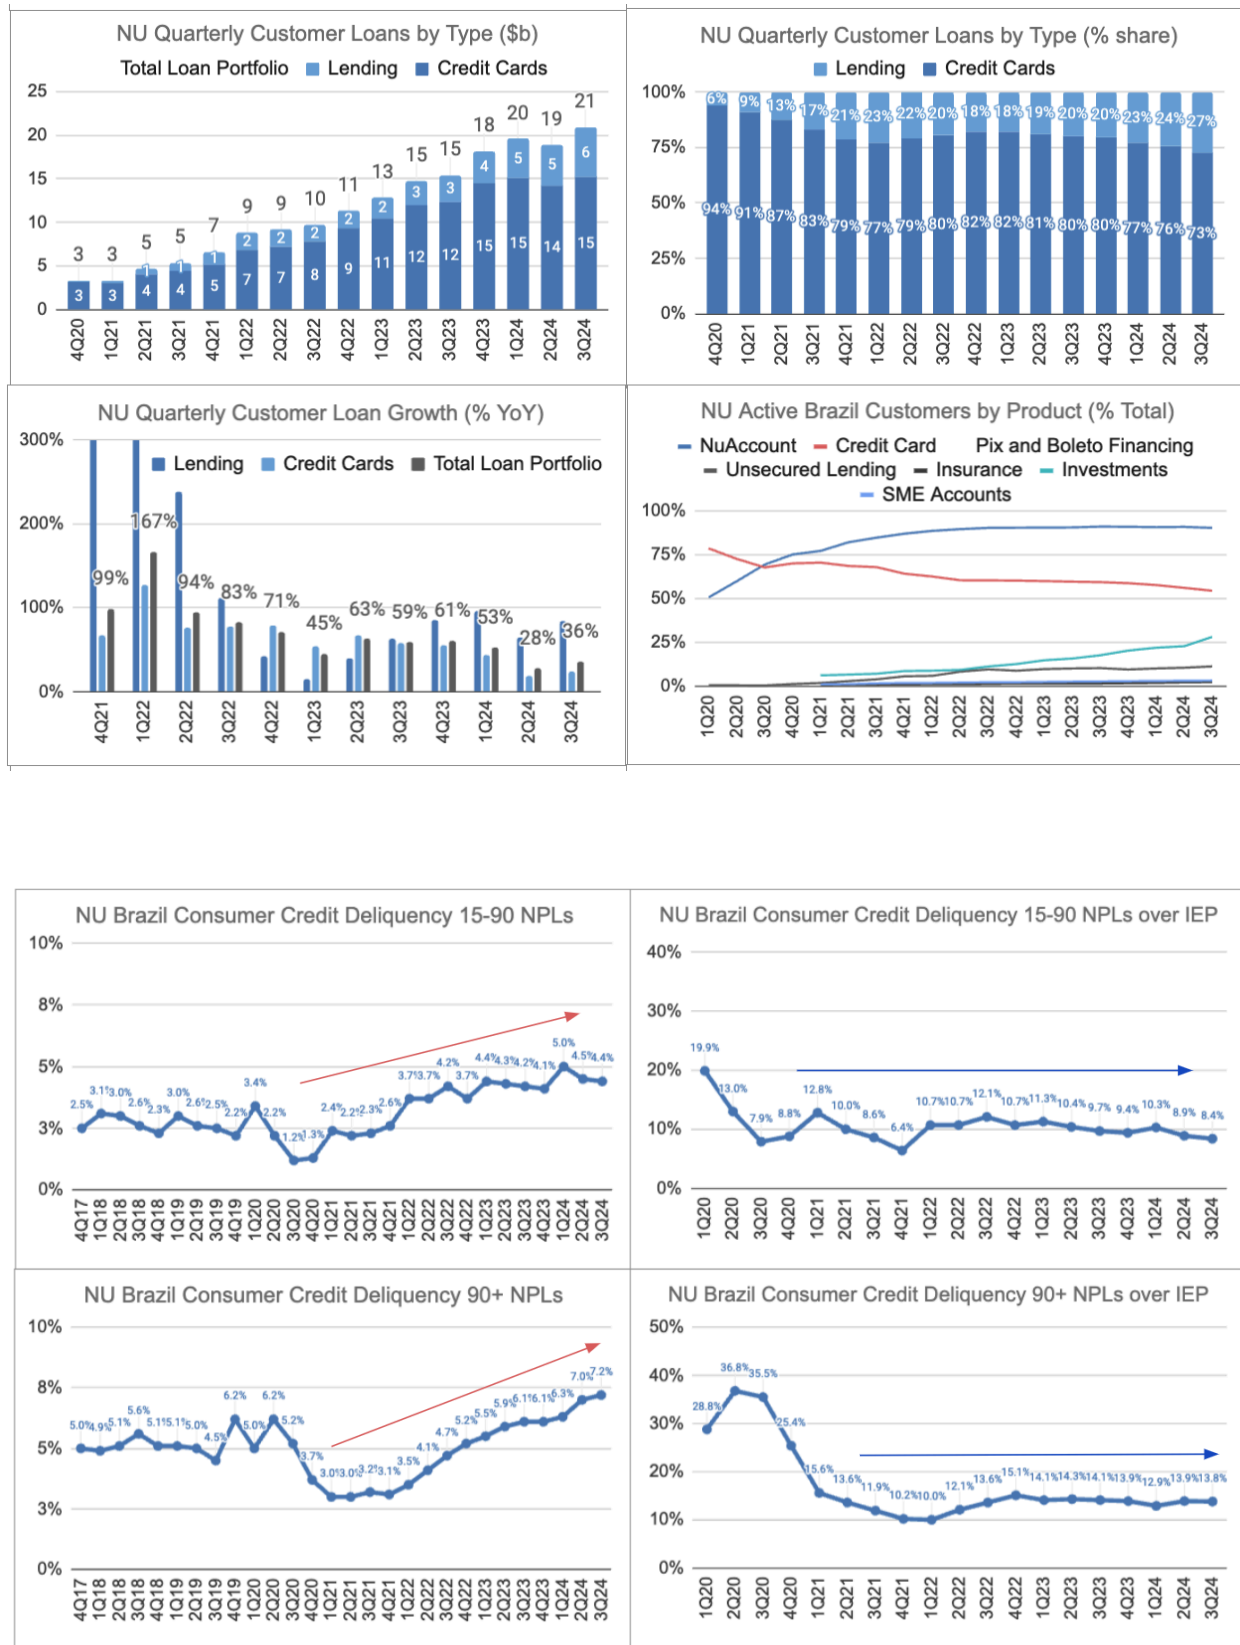 NU Quarterly Customer Loans by Type ($b)
Total Loan Portfolio Lending Credit Cards
25
20
15
10
5
0
3 3 5 5 7 9 9 10 11 13 15 15 18 20 19 21
1 1 1 2 2 2 2 2 3 3 4 5 5 6
3 3 4 4 5 7 7 8 9 11 12 12 15 15 14 15
4Q20 1Q21 2Q21 3Q21 4Q21 1Q22 2Q22 3Q22 4Q22 1Q23 2Q23 3Q23 4Q23 1Q24 2Q24 3Q24
NU Quarterly Customer Loans by Type (% share)
Lending Credit Cards
100%
75%
50%
25%
0%
6% 9% 13% 17% 21% 23% 22% 20% 18% 18% 19% 20% 20% 23% 24% 27%
94% 91% 87% 83% 79% 77% 79% 80% 82% 82% 81% 80% 80% 77% 76% 73%
4Q20 1Q21 2Q21 3Q21 4Q21 1Q22 2Q22 3Q22 4Q22 1Q23 2Q23 3Q23 4Q23 1Q24 2Q24 3Q24
NU Quarterly Customer Loan Growth (% YoY)
Lending Credit Cards Total Loan Portfolio
300%
200%
100%
0%
99% 167% 94% 83% 71% 45% 63% 59% 61% 53% 28% 36%
4Q21 1Q22 2Q22 3Q22 4Q22 1Q23 2Q23 3Q23 4Q23 1Q24 2Q24 3Q24
NU Active Brazil Customers by Product (% Total)
NuAccount Credit Card Pix and Boleto Financing
Unsecured Lending Insurance Investments
SME Accounts
100%
75%
50%
25%
0%
1Q20 2Q20 3Q20 4Q20 1Q21 2Q21 3Q21 4Q21 1Q22 2Q22 3Q22 4Q22 1Q23 2Q23 3Q23 4Q23 1Q24 2Q24 3Q24
NU Brazil Consumer Credit Deliquency 15-90 NPLs
10%
8%
5%
3%
0%
2.5% 3.1% 3.0% 2.6% 2.3% 3.0% 2.6% 2.5% 2.2% 3.4% 2.2% 1.2% 1.3% 2.4% 2.2% 2.3% 2.6% 3.7% 3.7% 4.2% 3.7% 4.4% 4.3% 4.2% 4.1% 5.0% 4.5% 4.4%
4Q17 1Q18 2Q18 3Q18 4Q18 1Q19 2Q19 3Q19 4Q19 1Q20 2Q20 3Q20 4Q20 1Q21 2Q21 3Q21 4Q21 1Q22 2Q22 3Q22 4Q22 1Q23 2Q23 3Q23 4Q23 1Q24 2Q24 3Q24
NU Brazil Consumer Credit Deliquency 15-90 NPLs over IEP
40%
30%
20%
10%
0%
19.9% 13.0% 7.9% 8.8% 12.8% 10.0% 8.6% 6.4% 10.7% 10.7% 12.1% 10.7% 11.3% 10.4% 9.7% 9.4% 10.3% 8.9% 8.4%
1Q20 2Q20 3Q20 4Q20 1Q21 2Q21 3Q21 4Q21 1Q22 2Q22 3Q22 4Q22 1Q23 2Q23 3Q23 4Q23 1Q24 2Q24 3Q24
NU Brazil Consumer Credit Deliquency 90+ NPLs
10%
8%
5%
3%
0%
5.0% 4.9% 5.1% 5.6% 5.1% 5.1% 5.0% 4.5% 6.2% 5.0% 6.2% 5.2% 3.7% 3.0% 3.0% 3.2% 3.1% 3.5% 4.1% 4.7% 5.2% 5.5% 5.9% 6.1% 6.1% 6.3% 7.0% 7.2%
4Q17 1Q18 2Q18 3Q18 4Q18 1Q19 2Q19 3Q19 4Q19 1Q20 2Q20 3Q20 4Q20 1Q21 2Q21 3Q21 4Q21 1Q22 2Q22 3Q22 4Q22 1Q23 2Q23 3Q23 4Q23 1Q24 2Q24 3Q24
NU Brazil Consumer Credit Deliquency 90+ NPLs over IEP
50%
40%
30%
20%
10%
0%
28.8% 36.8% 35.5% 25.4% 15.6% 13.6% 11.9% 10.2% 10.0% 12.1% 13.6% 15.1% 14.1% 14.3% 14.1% 13.9% 12.9% 13.9% 13.8%
1Q20 2Q20 3Q20 4Q20 1Q21 2Q21 3Q21 4Q21 1Q22 2Q22 3Q22 4Q22 1Q23 2Q23 3Q23 4Q23 1Q24 2Q24 3Q24